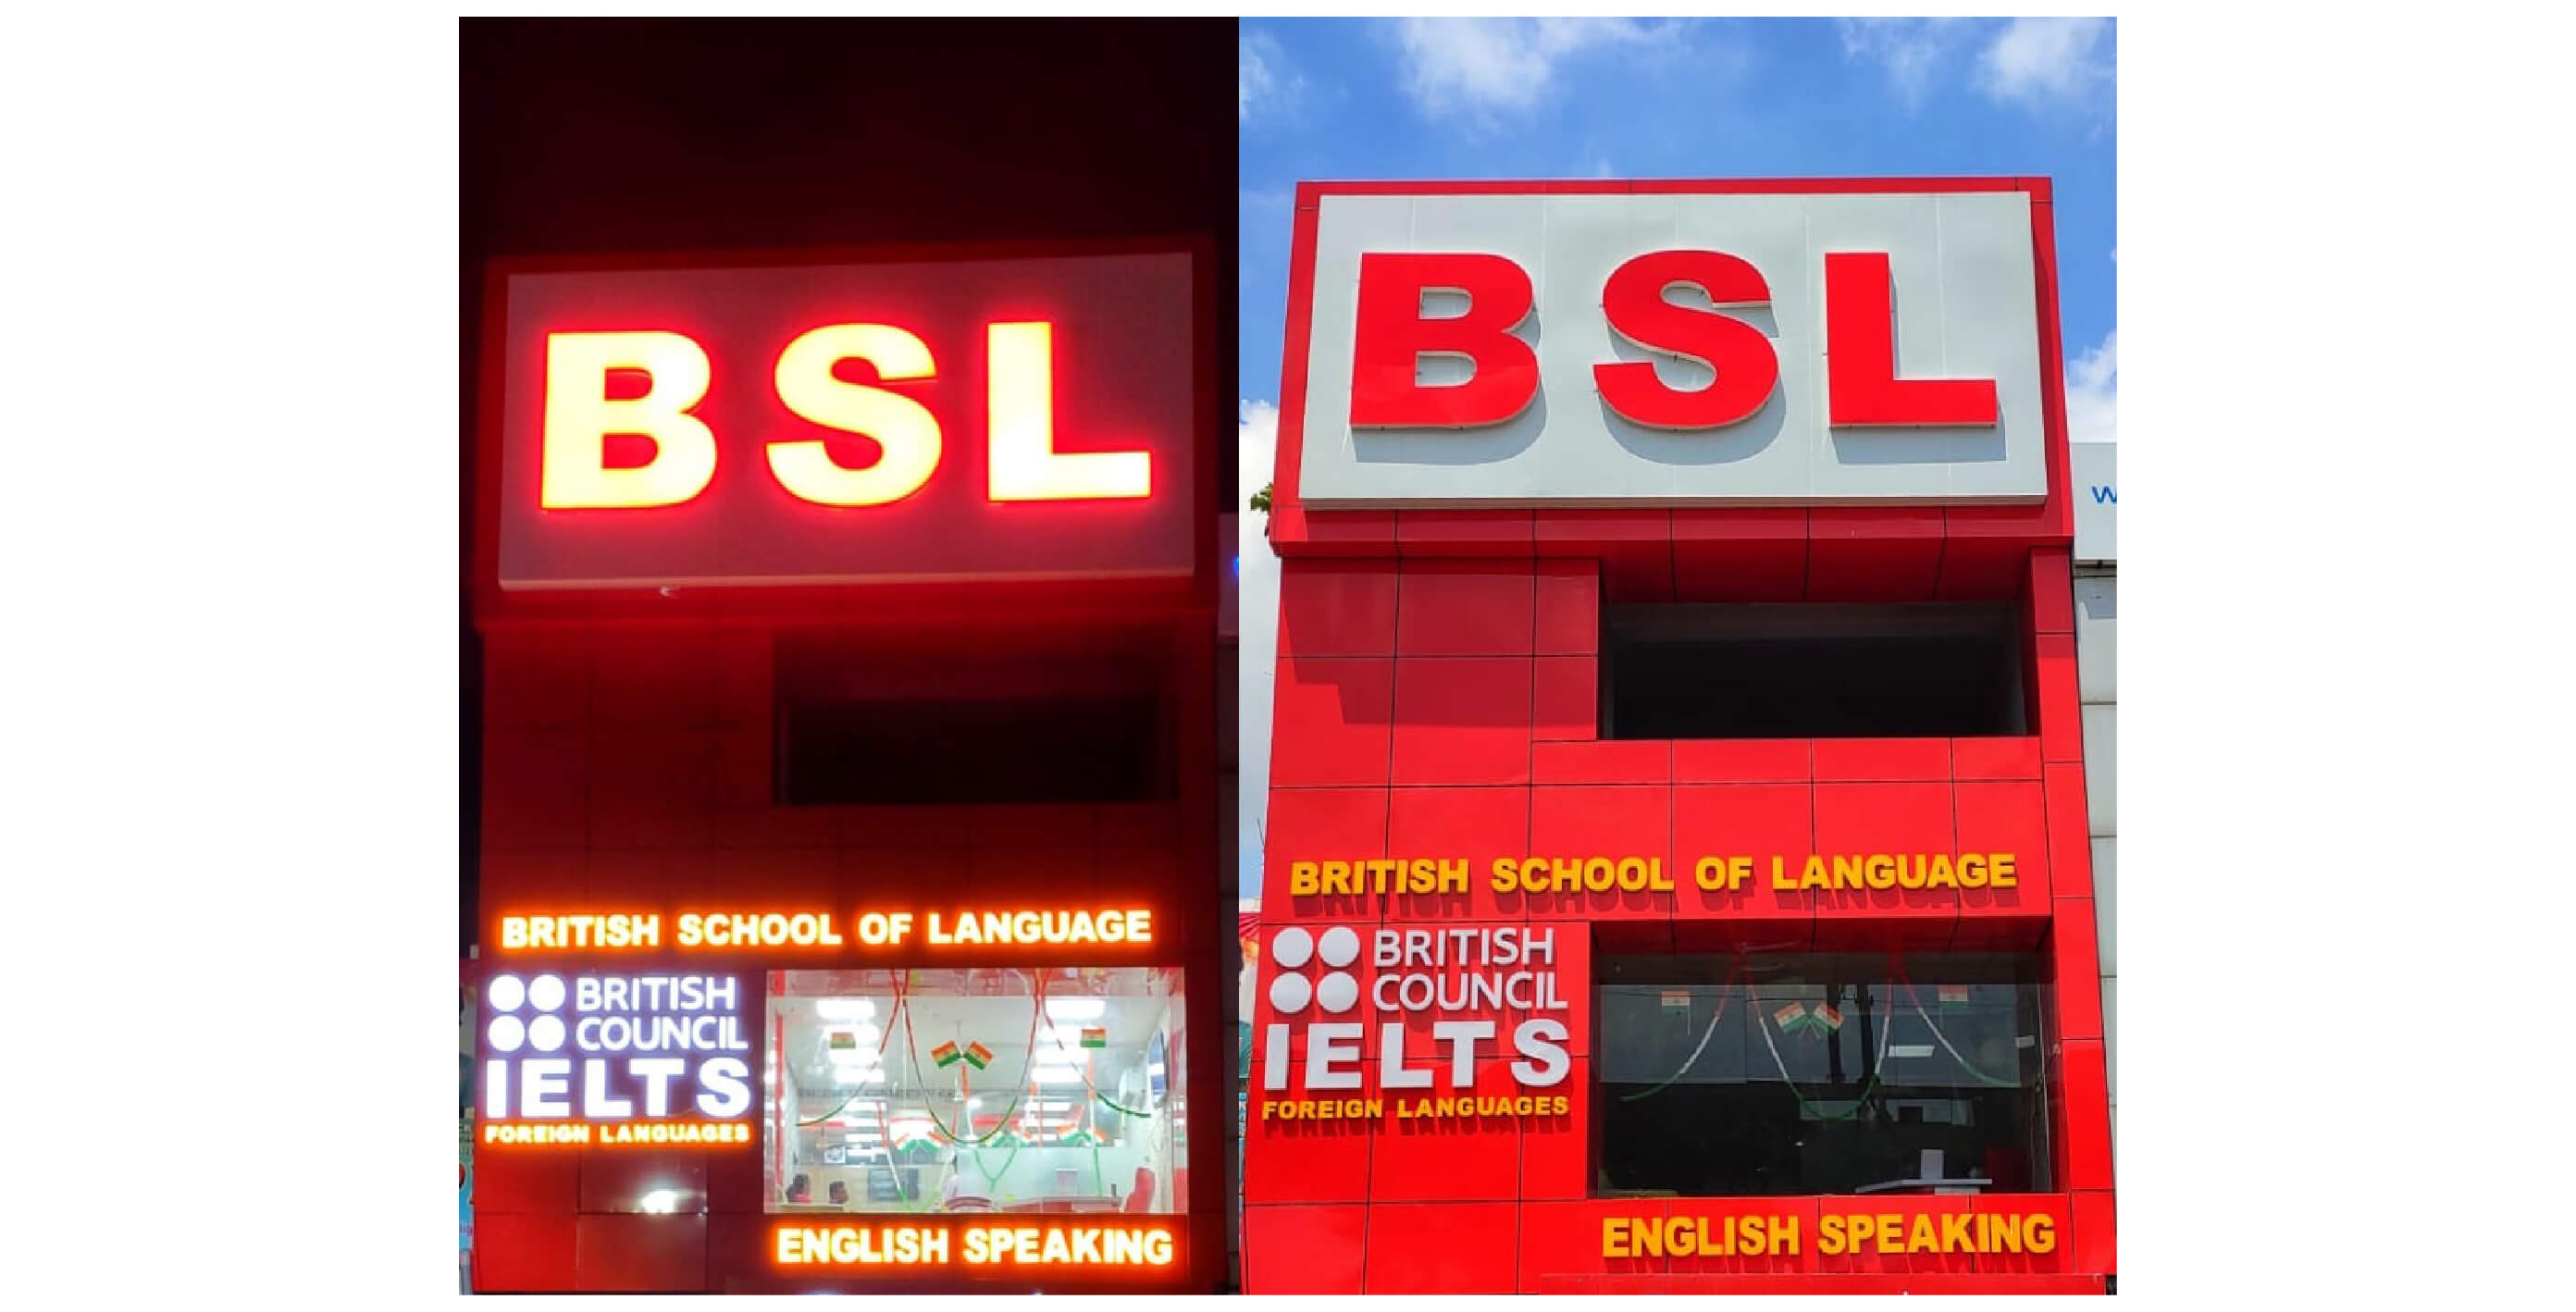 BSL
BRITISH SCHOOL OF LANGUAGE
BRITISH
COUNCIL
IELTS
FOREIGN LANGUAGES
ENGLISH SPEAKING
BSL
BRITISH SCHOOL OF LANGUAGE
BRITISH
COUNCIL
IELTS
FOREIGN LANGUAGES
ENGLISH SPEAKING